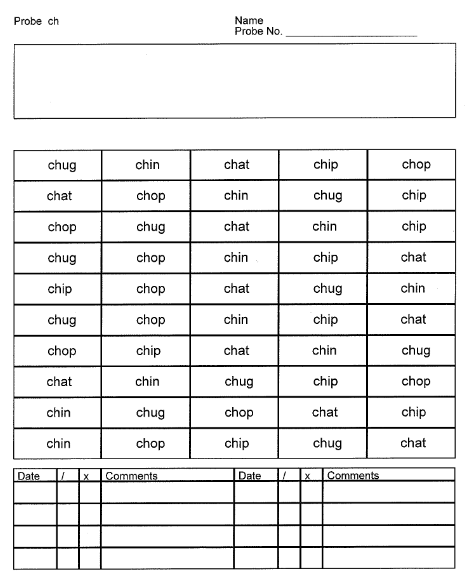 Probe ch Name
Probe No.
chug chin chat chip chop
chat chop chin chug chip
chop chug chat chin chip
chug chop chin chip chat
chip chop chat chug chin
chug chop chin chip chat
chop chip chat chin chug
chat chin chug chip chop
chin chug chop chat chip
chin chop chip chug chat
Date / x Comments Date / x Comments